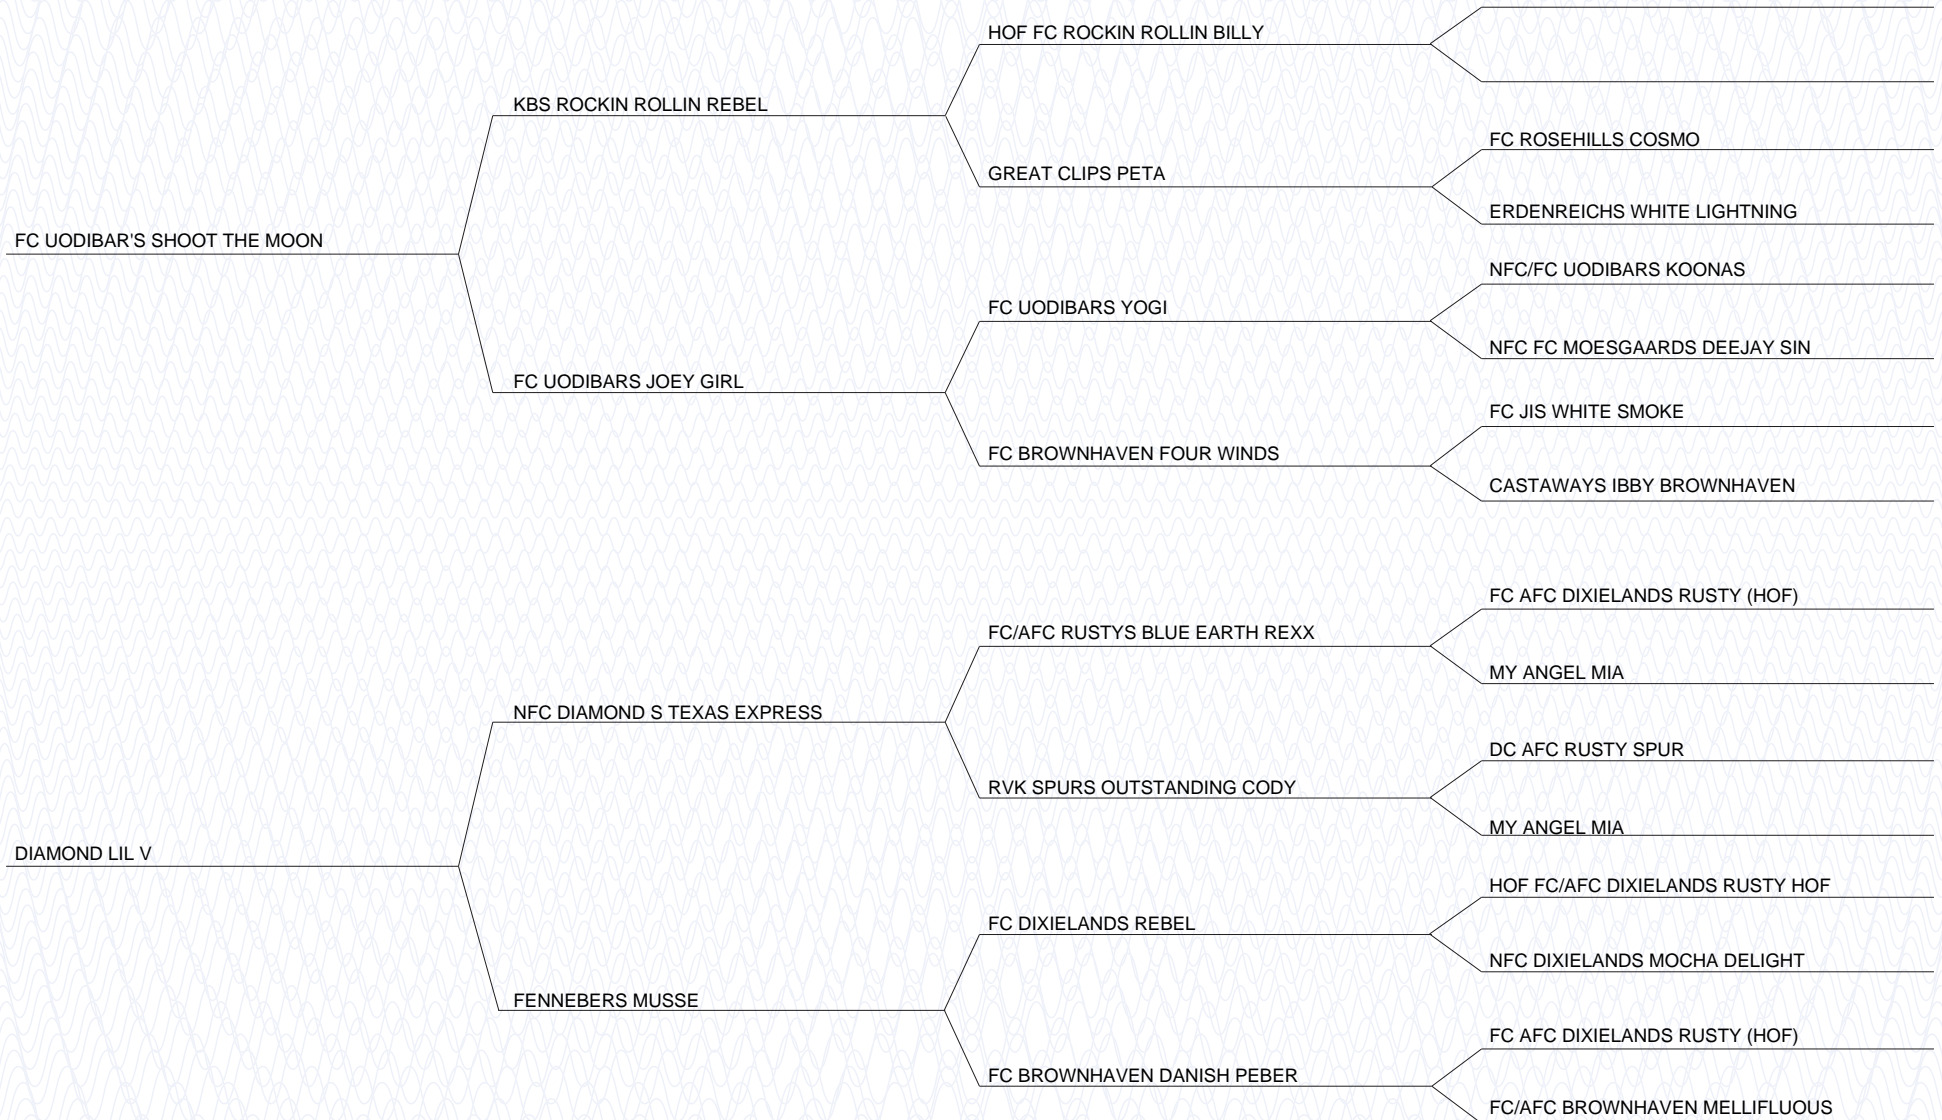 HOF FC ROCKIN ROLLIN BILLY
KBS ROCKIN ROLLIN REBEL
FC ROSEHILLS COSMO
GREAT CLIPS PETA
ERDENREICHS WHITE LIGHTNING
FC UODIBAR'S SHOOT THE MOON
NFC/FC UODIBARS KOONAS
FC UODIBARS YOGI
NFC FC MOESGAARDS DEEJAY SIN
FC UODIBARS JOEY GIRL
FC JIS WHITE SMOKE
FC BROWNHAVEN FOUR WINDS
CASTAWAYS IBBY BROWNHAVEN
FC AFC DIXIELANDS RUSTY (HOF)
FC/AFC RUSTYS BLUE EARTH REXX
MY ANGEL MIA
NFC DIAMOND S TEXAS EXPRESS
DC AFC RUSTY SPUR
RVK SPURS OUTSTANDING CODY
MY ANGEL MIA
DIAMOND LIL V
HOF FC/AFC DIXIELANDS RUSTY HOF
FC DIXIELANDS REBEL
NFC DIXIELANDS MOCHA DELIGHT
FENNEBERS MUSSE
FC AFC DIXIELANDS RUSTY (HOF)
FC BROWNHAVEN DANISH PEBER
FC/AFC BROWNHAVEN MELLIFLUOUS